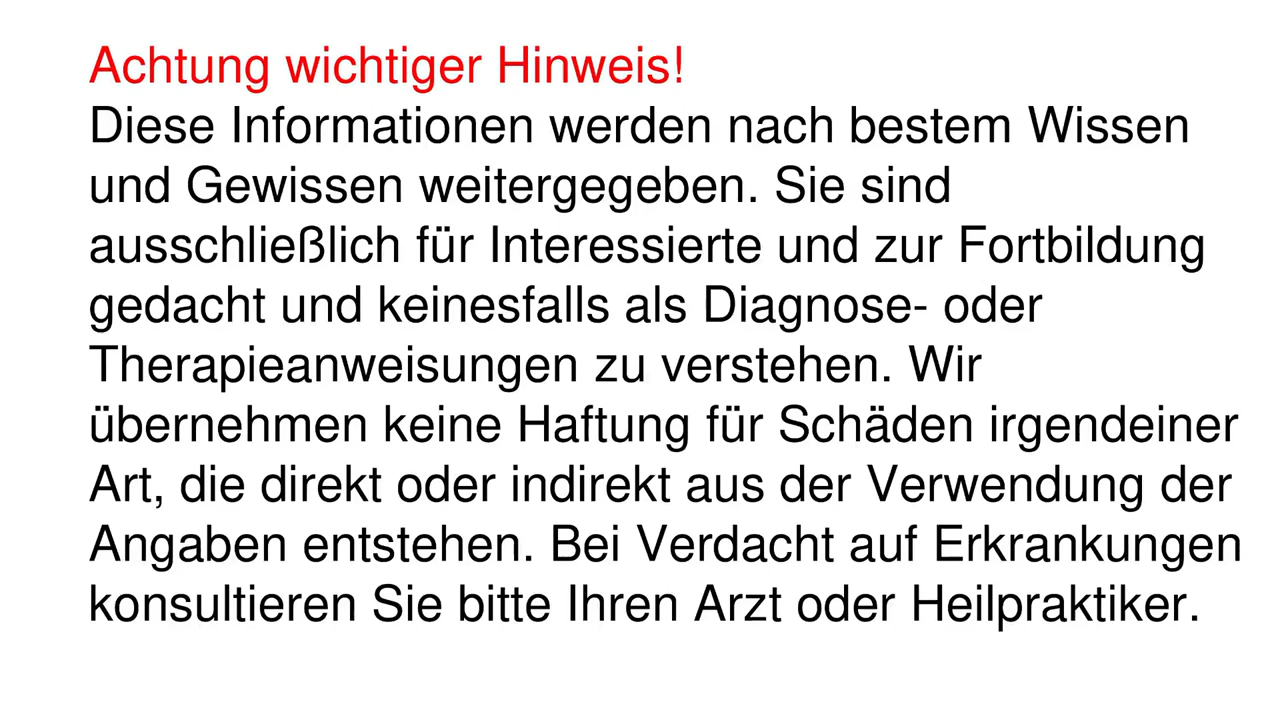 Achtung wichtiger Hinweis!
Diese Informationen werden nach bestem Wissen
und Gewissen weitergegeben. Sie sind
ausschließlich für Interessierte und zur Fortbildung
gedacht und keinesfalls als Diagnose- oder
Therapieanweisungen zu verstehen. Wir
übernehmen keine Haftung für Schäden irgendeiner
Art, die direkt oder indirekt aus der Verwendung der
Angaben entstehen. Bei Verdacht auf Erkrankungen
konsultieren Sie bitte Ihren Arzt oder Heilpraktiker.